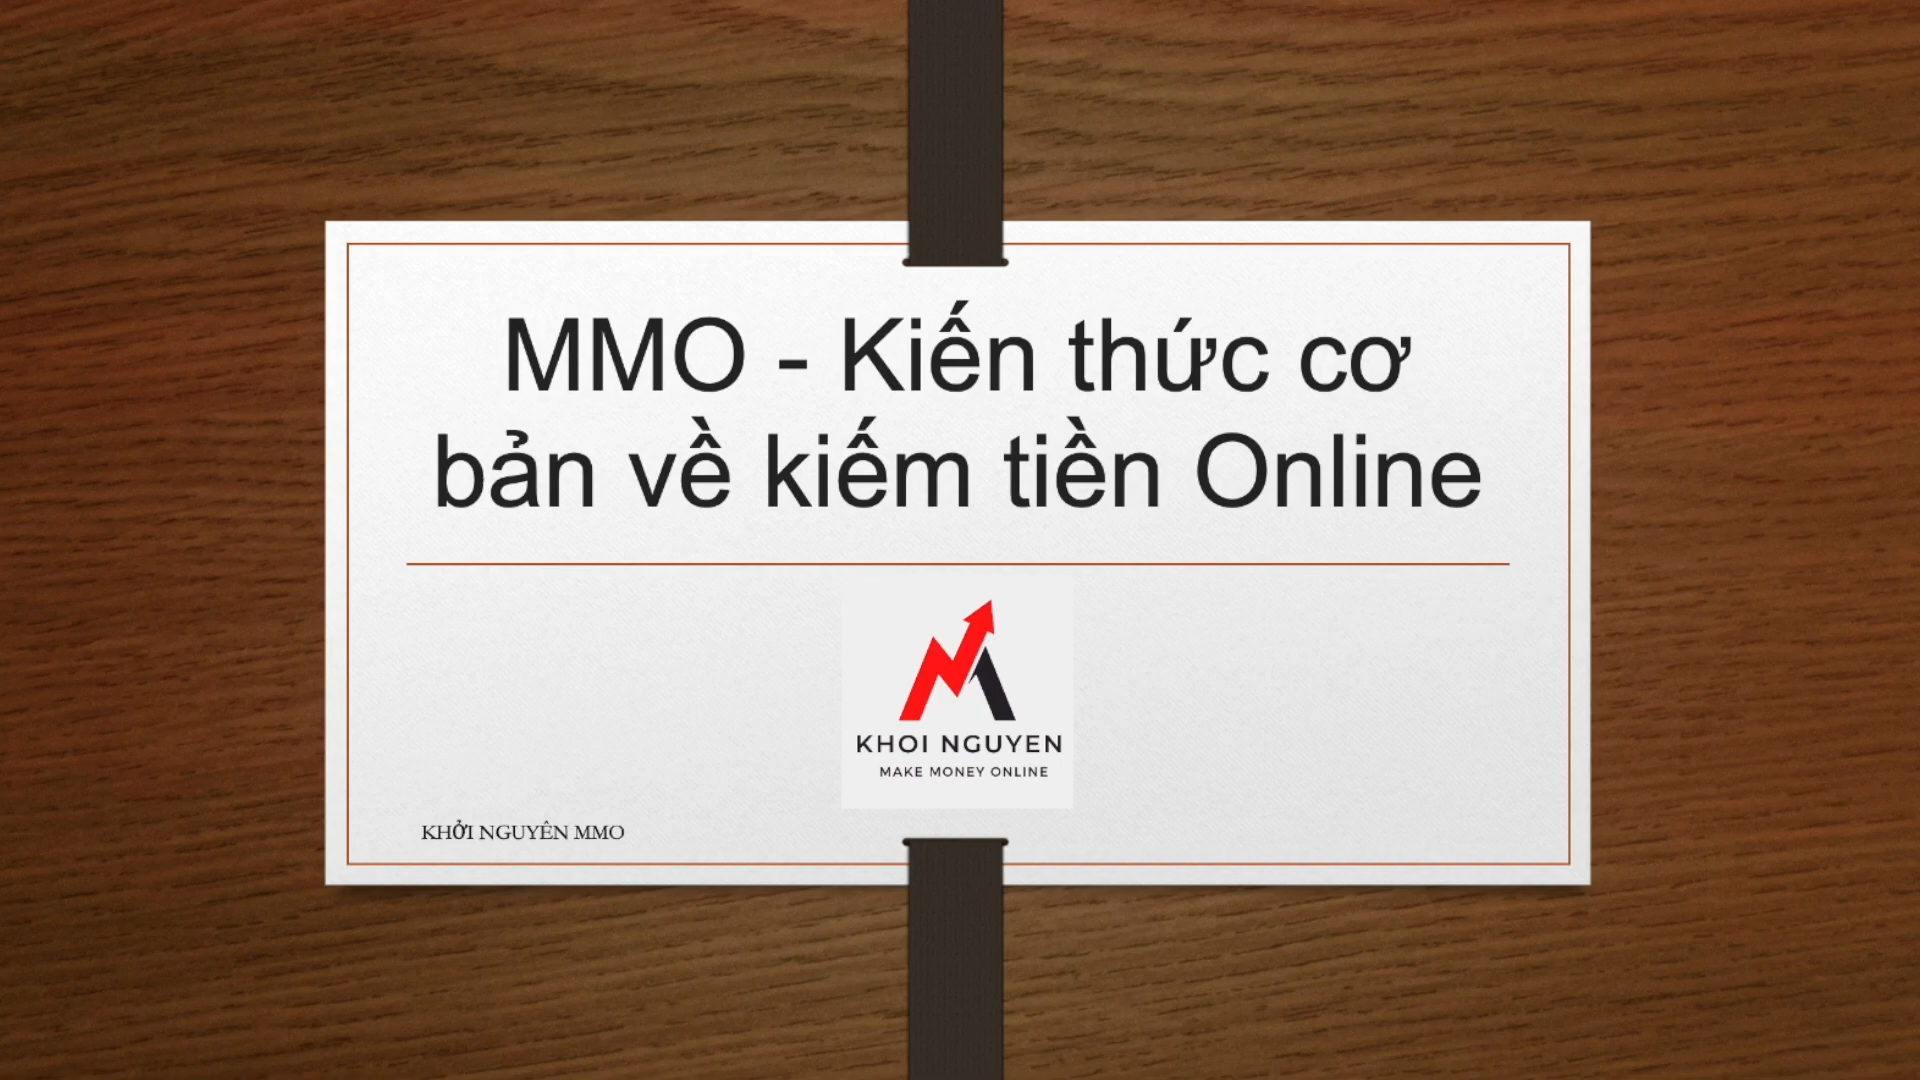 MMO - Kiến thức cơ
bản về kiếm tiền Online
KHOI NGUYEN
MAKE MONEY ONLINE
KHỞI NGUYÊN MMO